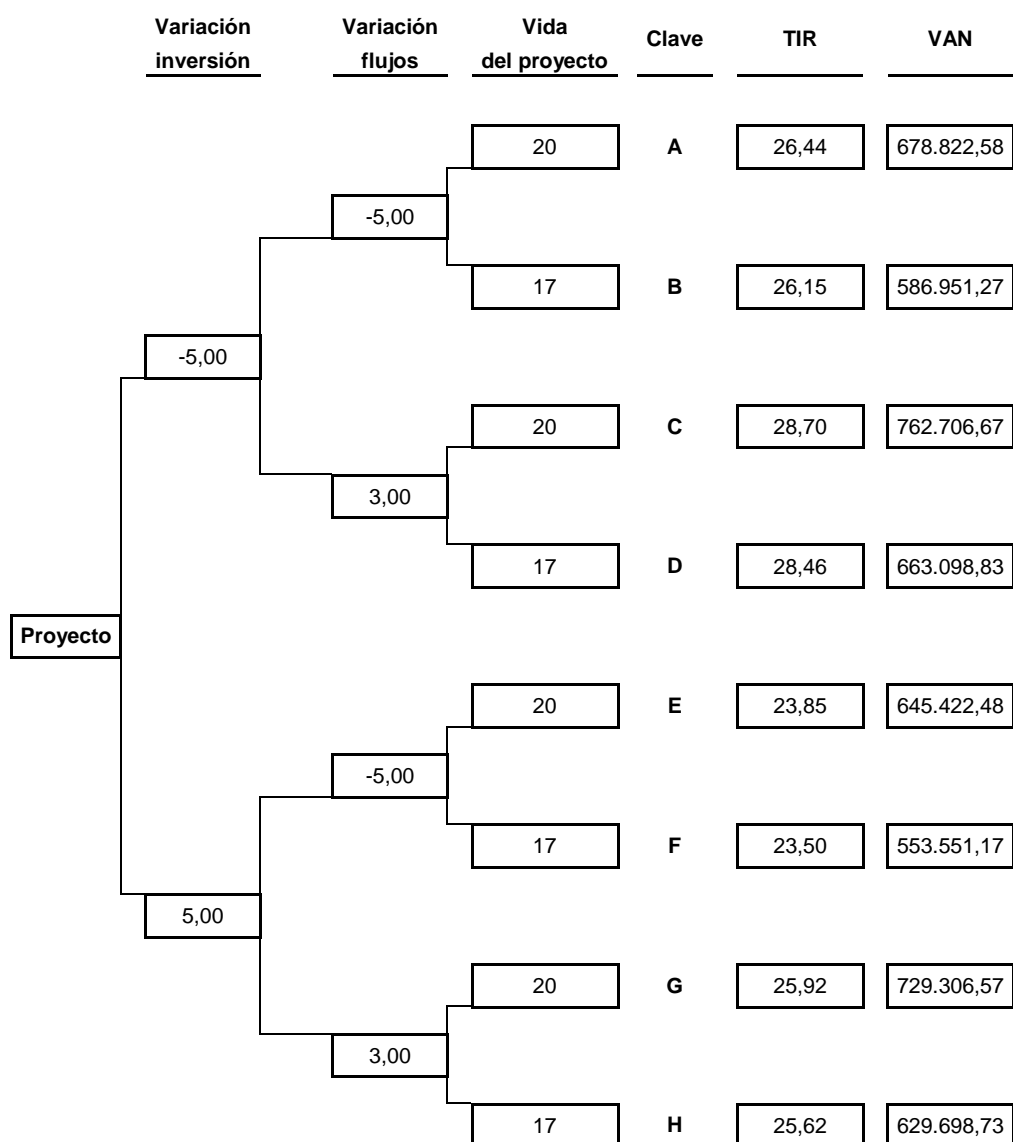 Variación Variación Vida Clave TIR VAN
inversión flujos del proyecto
20 A 26,44 678.822,58
-5,00
17 B 26,15 586.951,27
-5,00
20 C 28,70 762.706,67
3,00
17 D 28,46 663.098,83
Proyecto
20 E 23,85 645.422,48
-5,00
17 F 23,50 553.551,17
5,00
20 G 25,92 729.306,57
3,00
17 H 25,62 629.698,73